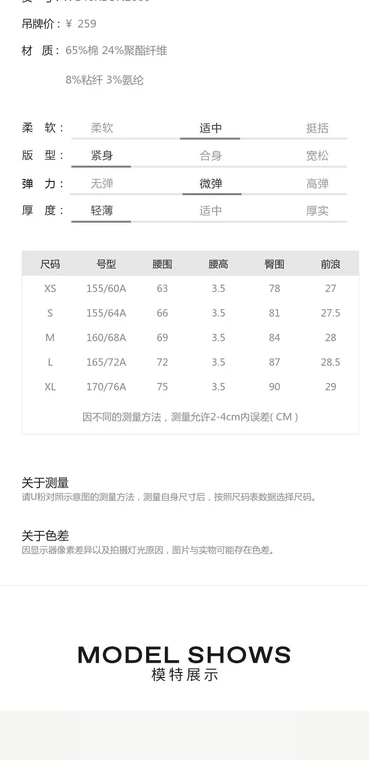 吊牌价： ¥ 259
材 质： 65%棉 24%聚酯纤维
8%粘纤 3%氨纶
柔 软： 柔软 适中 挺括
版 型： 紧身 合身 宽松
弹 力： 无弹 微弹 高弹
厚 度： 轻薄 适中 厚实
尺码 号型 腰围 腰高 臀围 前浪
XS 155/60A 63 3.5 78 27
S 155/64A 66 3.5 81 27.5
M 160/68A 69 3.5 84 28
L 165/72A 72 3.5 87 28.5
XL 170/76A 75 3.5 90 29
因不同的测量方法，测量允许2-4cm内误差( CM )
关于测量
请U粉对照示意图的测量方法，测量自身尺寸后，按照尺码表数据选择尺码。
关于色差
因显示器像素差异以及拍摄灯光原因，图片与实物可能存在色差。
MODEL SHOWS
模特展示